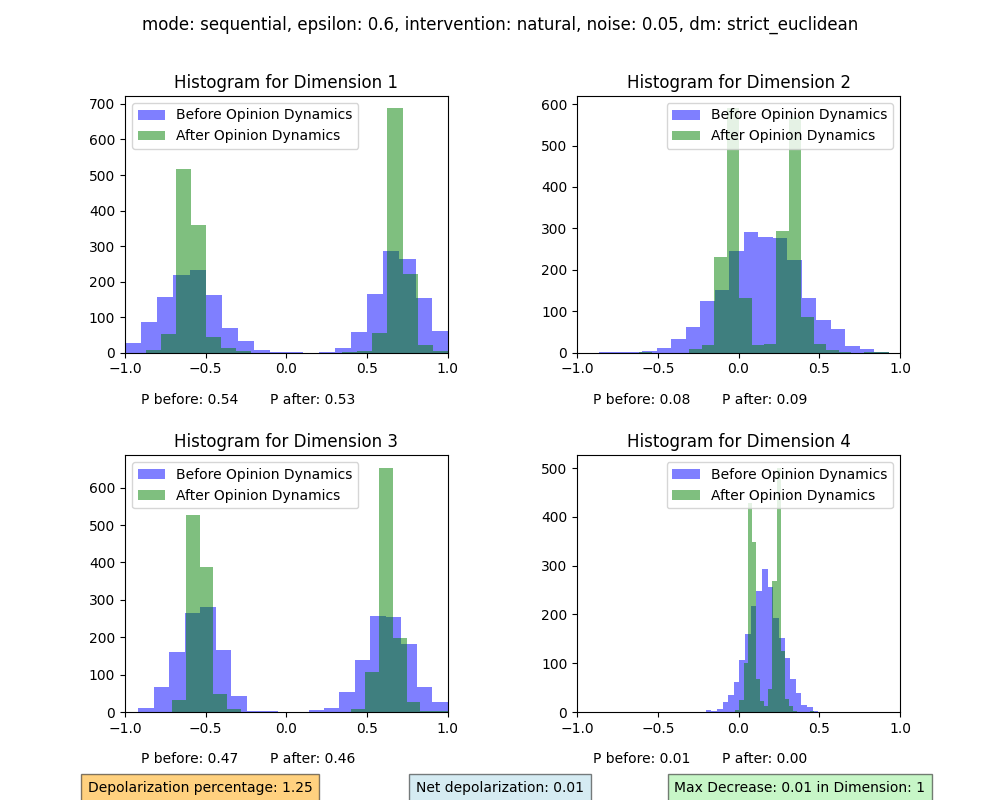 mode: sequential, epsilon: 0.6, intervention: natural, noise: 0.05, dm: strict_euclidean
Histogram for Dimension 1
Before Opinion Dynamics
After Opinion Dynamics
700
600
500
400
300
200
100
0
−1.0 −0.5 0.0 0.5 1.0
P before: 0.54 P after: 0.53
Histogram for Dimension 2
Before Opinion Dynamics
After Opinion Dynamics
600
500
400
300
200
100
0
−1.0 −0.5 0.0 0.5 1.0
P before: 0.08 P after: 0.09
Histogram for Dimension 3
Before Opinion Dynamics
After Opinion Dynamics
600
500
400
300
200
100
0
−1.0 −0.5 0.0 0.5 1.0
P before: 0.47 P after: 0.46
Histogram for Dimension 4
Before Opinion Dynamics
After Opinion Dynamics
500
400
300
200
100
0
−1.0 −0.5 0.0 0.5 1.0
P before: 0.01 P after: 0.00
Depolarization percentage: 1.25
Net depolarization: 0.01
Max Decrease: 0.01 in Dimension: 1